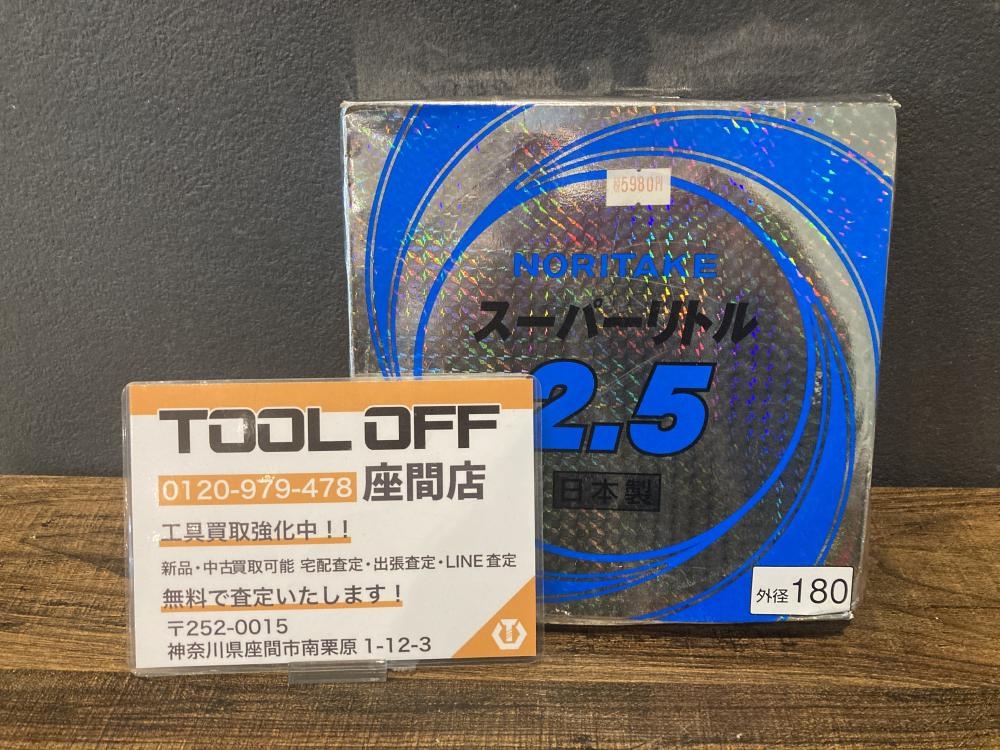 5980円
NORITAKE
スーパーリトル
2.5
日本製
外径180
TOOL OFF
0120-979-478 座間店
工具買取強化中！！
新品・中古買取可能 宅配査定・出張査定・LINE査定
無料で査定いたします！
〒252-0015
神奈川県座間市南栗原1-12-3